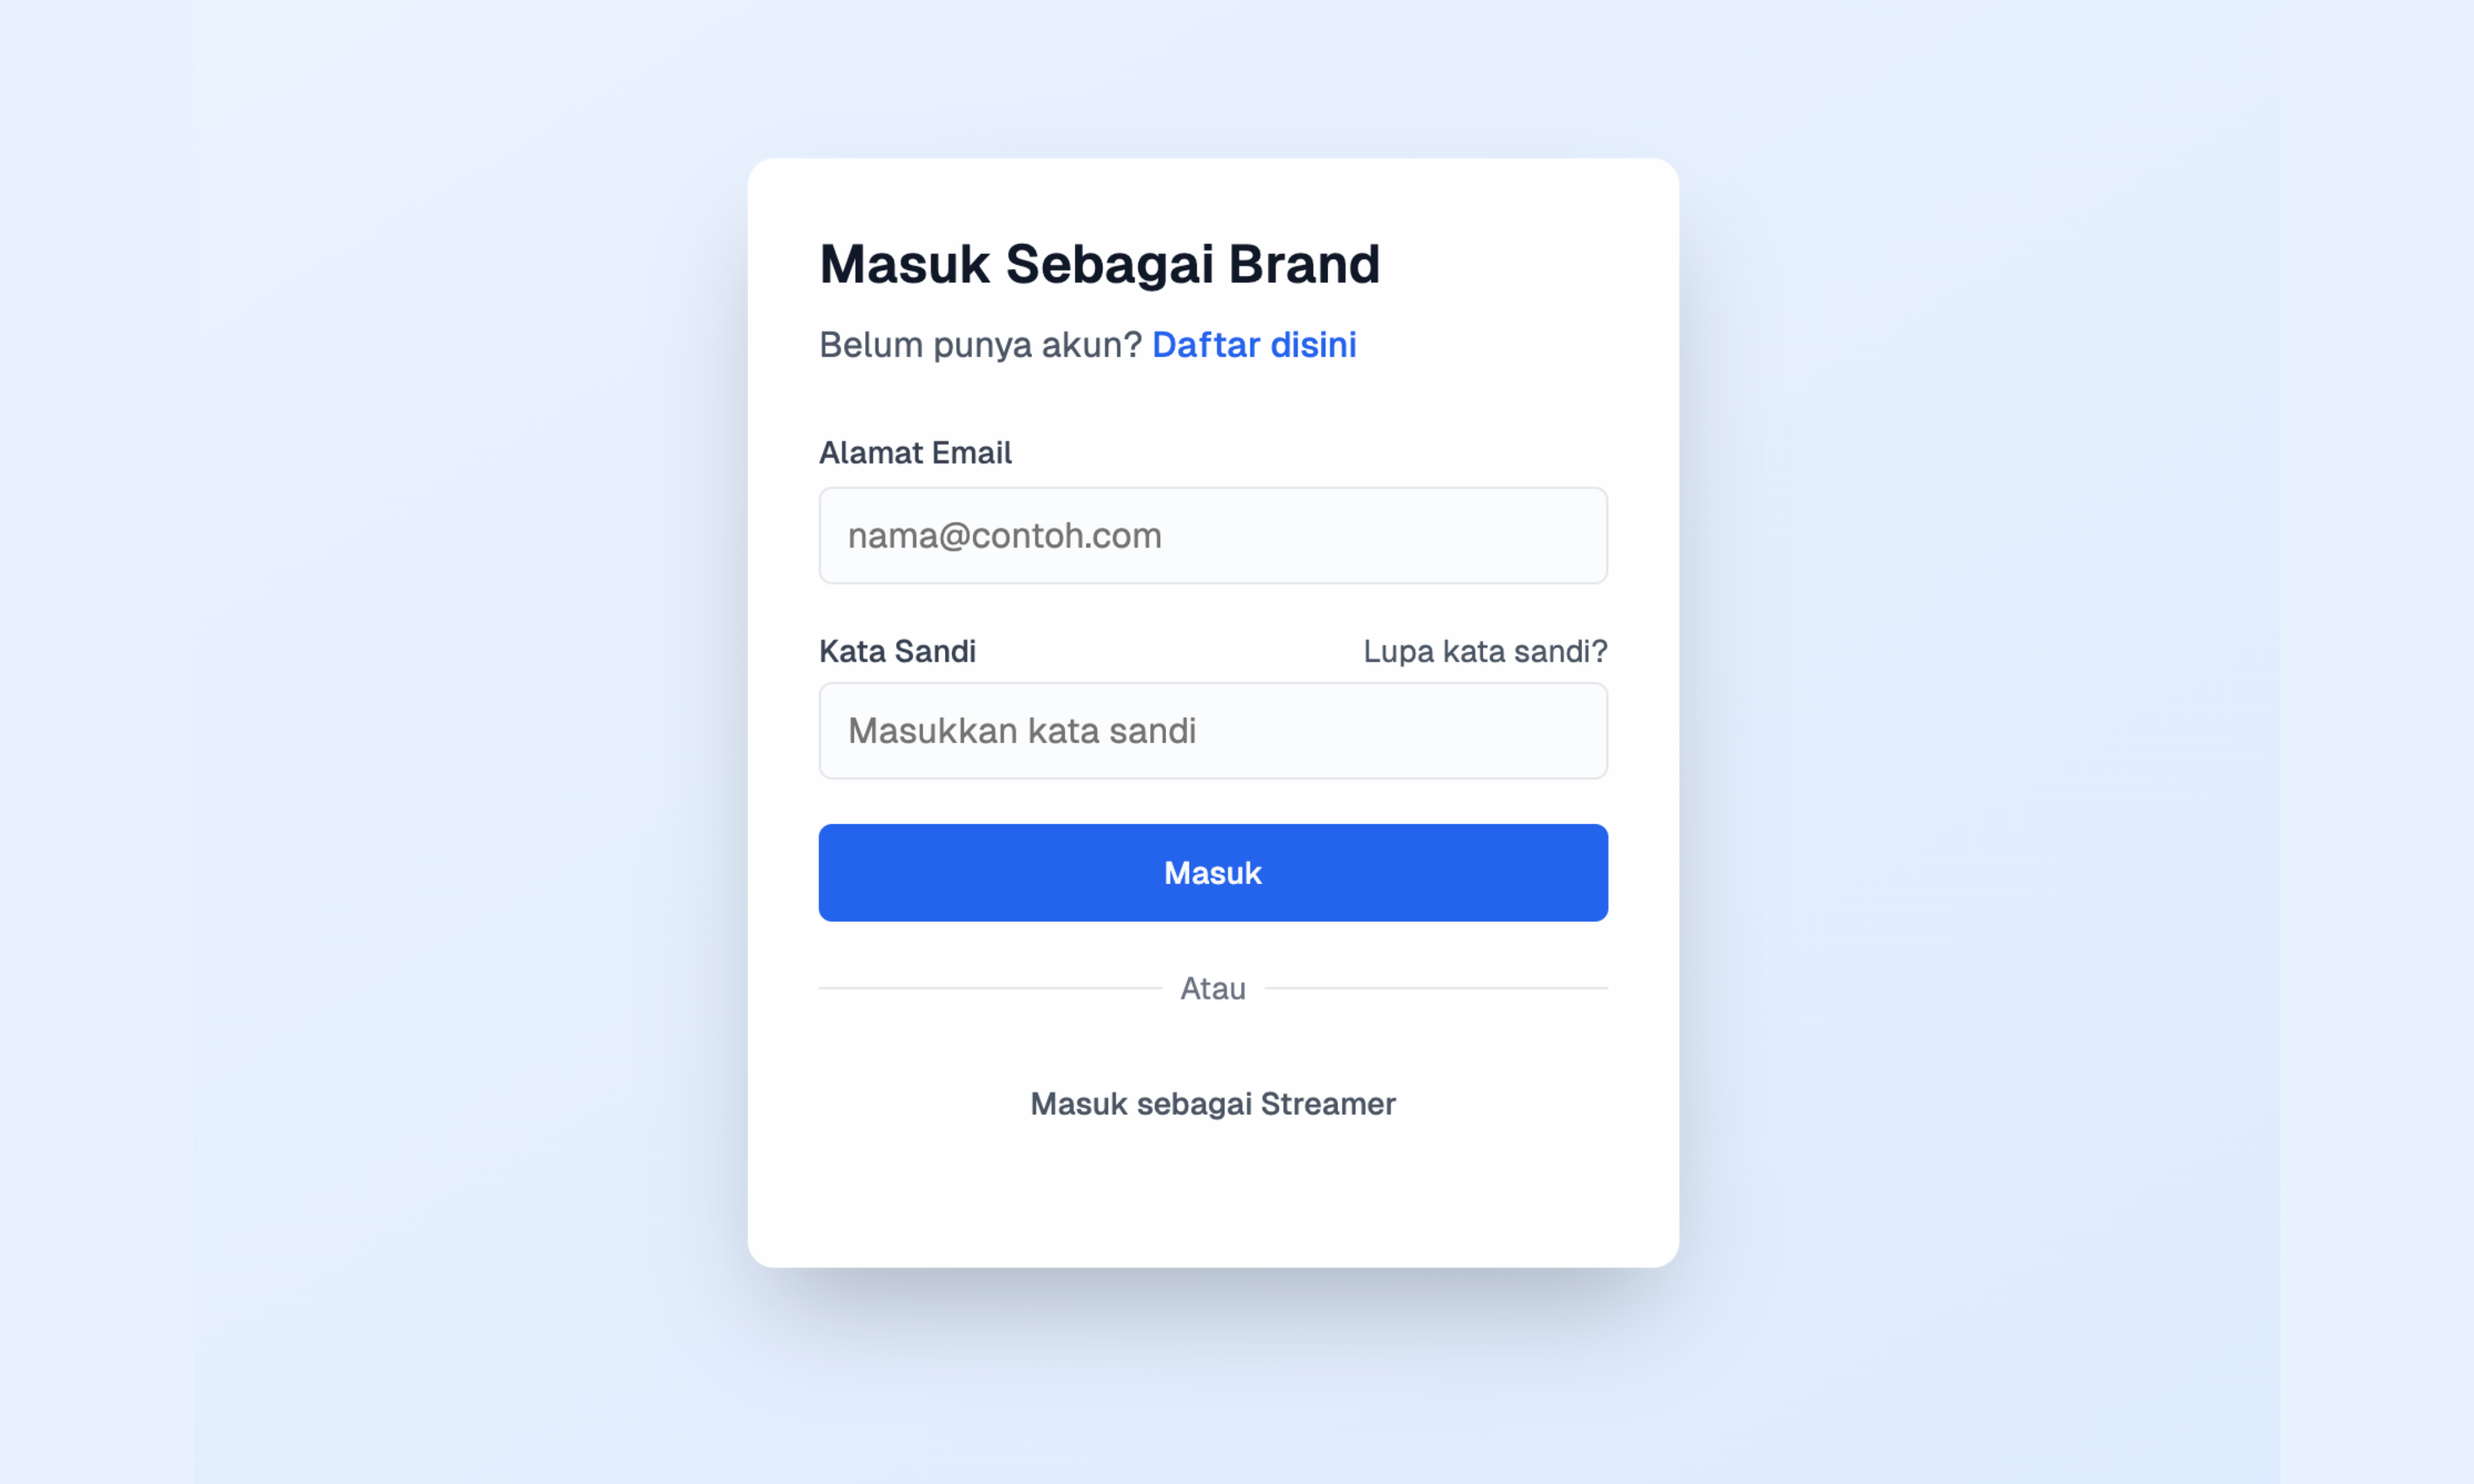 Masuk Sebagai Brand
Belum punya akun? Daftar disini
Alamat Email
nama@contoh.com
Kata Sandi Lupa kata sandi?
Masukkan kata sandi
Masuk
Atau
Masuk sebagai Streamer